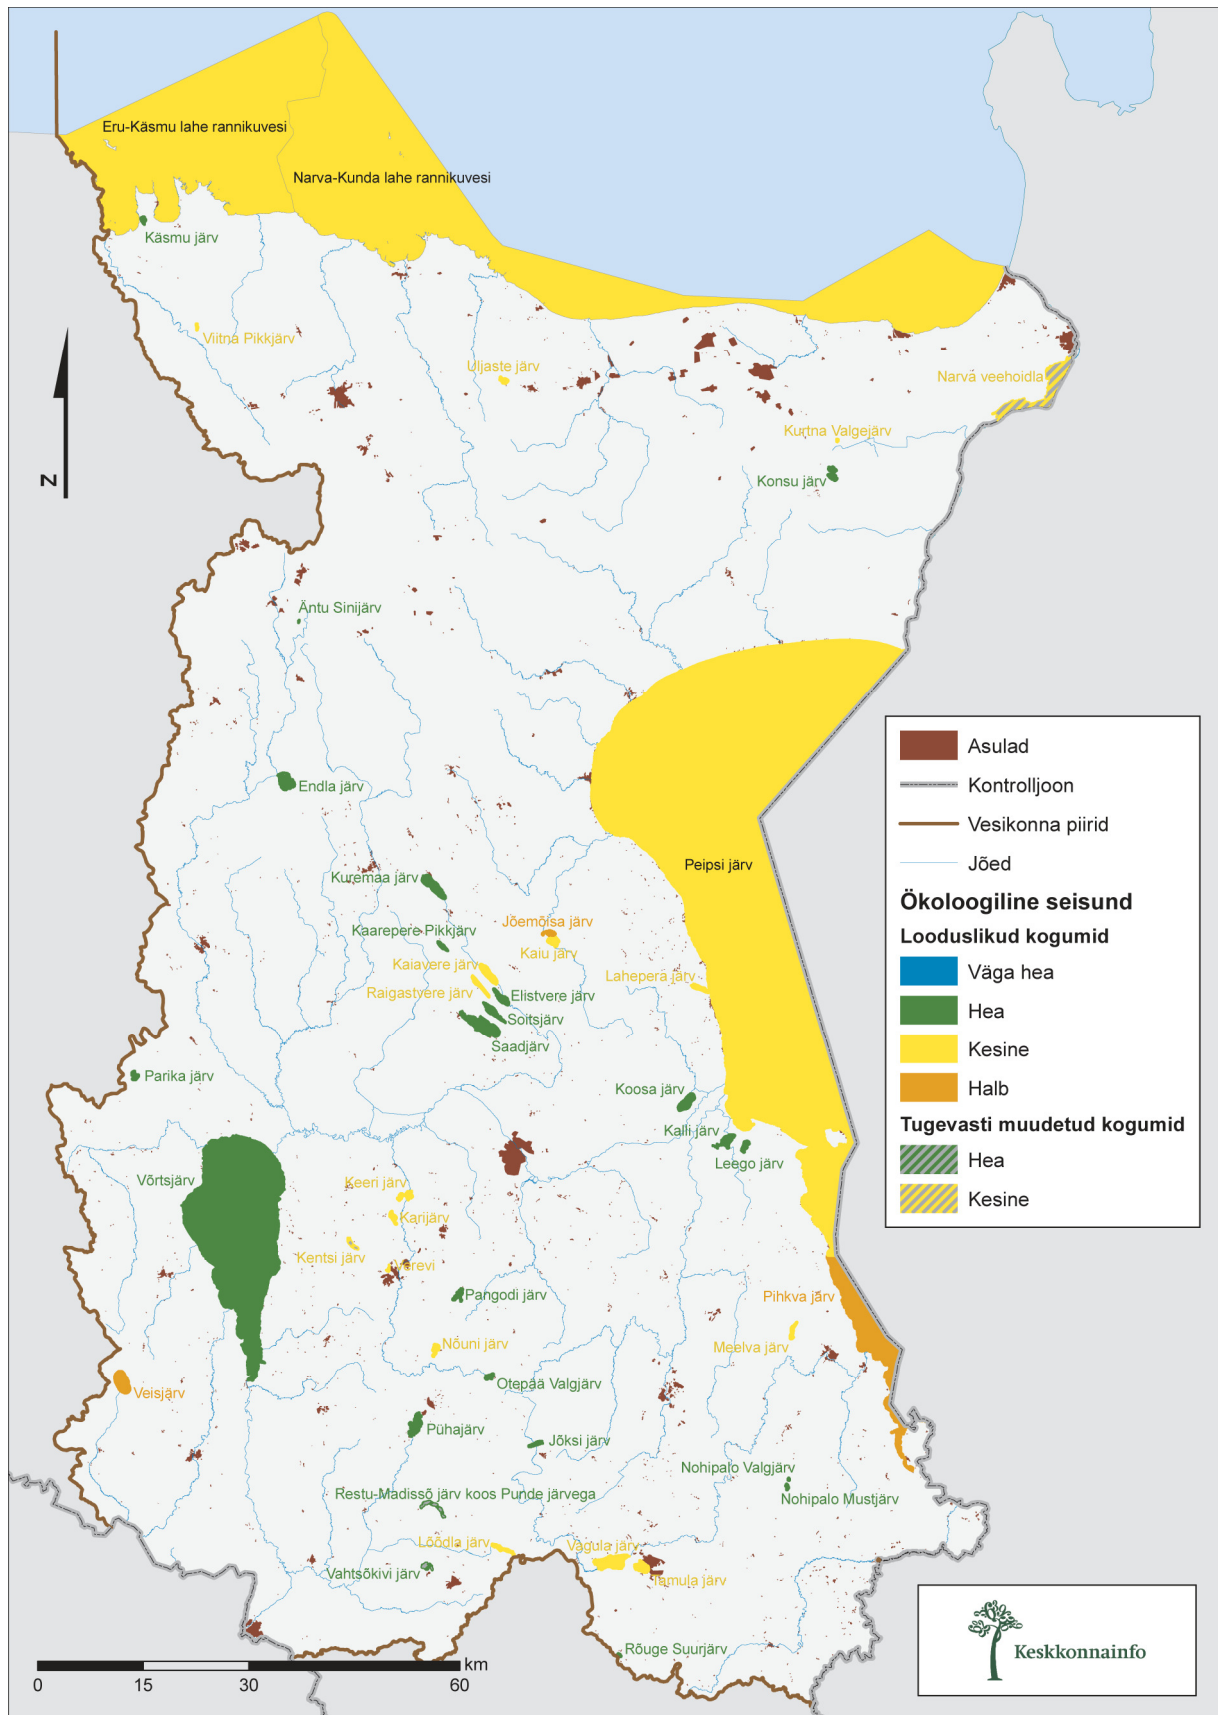 Eru-Käsmu lahe rannikuvesi
Narva-Kunda lahe rannikuvesi
Käsmu järv
Viitna Pikkjärv
Uljaste järv
Narva veehoidla
Kurtna Valgejärv
Konsu järv
N
Äntu Sinijärv
Endla järv
Peipsi järv
Kuremaa järv
Jõemõisa järv
Kaarepere Pikkjärv
Kaiu järv
Kaiavere järv
Lahepera järv
Raigastvere järv
Elistvere järv
Soitsjärv
Saadjärv
Parika järv
Koosa järv
Kalli järv
Leego järv
Võrtsjärv
Keeri järv
Karijärv
Kentsi järv
Verevi
Pangodi järv
Pihkva järv
Nõuni järv
Meelva järv
Otepää Valgjärv
Veisjärv
Pühajärv
Jõksi järv
Nohipalo Valgjärv
Restu-Madissõ järv koos Punde järvega
Nohipalo Mustjärv
Lõõdla järv
Vagula järv
Vahtsõkivi järv
Tamula järv
Rõuge Suurjärv
Asulad
Kontrolljoon
Vesikonna piirid
Jõed
Ökoloogiline seisund
Looduslikud kogumid
Väga hea
Hea
Kesine
Halb
Tugevasti muudetud kogumid
Hea
Kesine
Keskkonnainfo
km
0 15 30 60